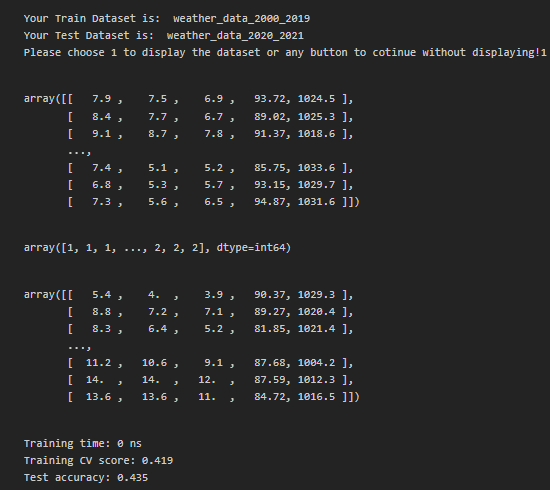 Your Train Dataset is:  weather_data_2000_2019
Your Test Dataset is:  weather_data_2020_2021
Please choose 1 to display the dataset or any button to cotinue without displaying!1
array([[   7.9 ,    7.5 ,    6.9 ,   93.72, 1024.5 ],
       [   8.4 ,    7.7 ,    6.7 ,   89.02, 1025.3 ],
       [   9.1 ,    8.7 ,    7.8 ,   91.37, 1018.6 ],
       ...,
       [   7.4 ,    5.1 ,    5.2 ,   85.75, 1033.6 ],
       [   6.8 ,    5.3 ,    5.7 ,   93.15, 1029.7 ],
       [   7.3 ,    5.6 ,    6.5 ,   94.87, 1031.6 ]])
array([1, 1, 1, ..., 2, 2, 2], dtype=int64)
array([[   5.4 ,    4.  ,    3.9 ,   90.37, 1029.3 ],
       [   8.8 ,    7.2 ,    7.1 ,   89.27, 1020.4 ],
       [   8.3 ,    6.4 ,    5.2 ,   81.85, 1021.4 ],
       ...,
       [  11.2 ,   10.6 ,    9.1 ,   87.68, 1004.2 ],
       [  14.  ,   14.  ,   12.  ,   87.59, 1012.3 ],
       [  13.6 ,   13.6 ,   11.  ,   84.72, 1016.5 ]])
Training time: 0 ns
Training CV score: 0.419
Test accuracy: 0.435